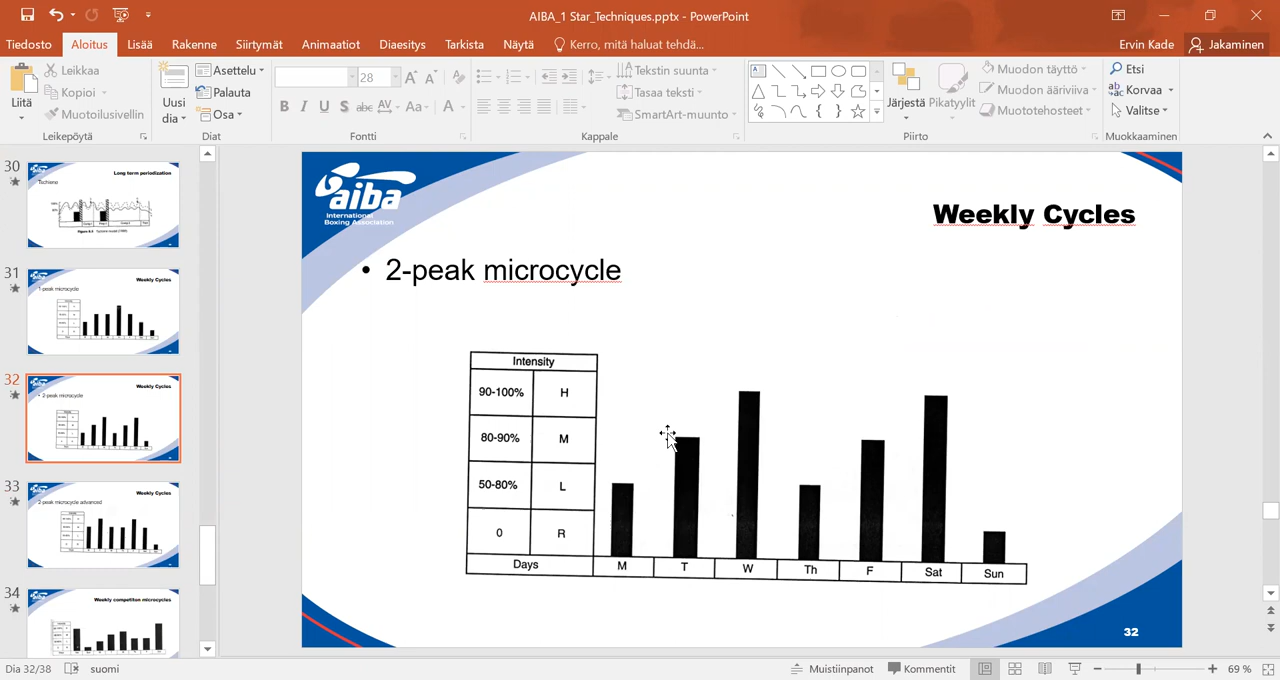 AIBA_1 Star_Techniques.pptx - PowerPoint
Tiedosto Aloitus Lisää Rakenne Siirtymät Animaatiot Diaesitys Tarkista Näytä Kerro, mitä haluat tehdä... Ervin Kade Jakaminen
Liitä
Leikkaa
Kopioi
Muotoilusivellin
Leikepöytä
Uusi dia
Asettelu
Palauta
Osa
Diat
28
B I U S abc AV Aa A
Fontti
Tekstin suunta
Tasaa teksti
SmartArt-muunto
Kappale
Järjestä
Pikatyylit
Muodon täyttö
Muodon ääriviiva
Muototehosteet
Piirto
Etsi
Korvaa
Valitse
Muokkaaminen
30
Long term periodization
31
Weekly Cycles
1-peak microcycle
32
Weekly Cycles
• 2-peak microcycle
33
Weekly Cycles
2-peak microcycle advanced
34
Weekly competiton microcycles
aiba
International
Boxing Association
Weekly Cycles
• 2-peak microcycle
Intensity
90-100% H
80-90% M
50-80% L
0 R
Days M T W Th F Sat Sun
32
Dia 32/38 suomi Muistiinpanot Kommentit 69 %